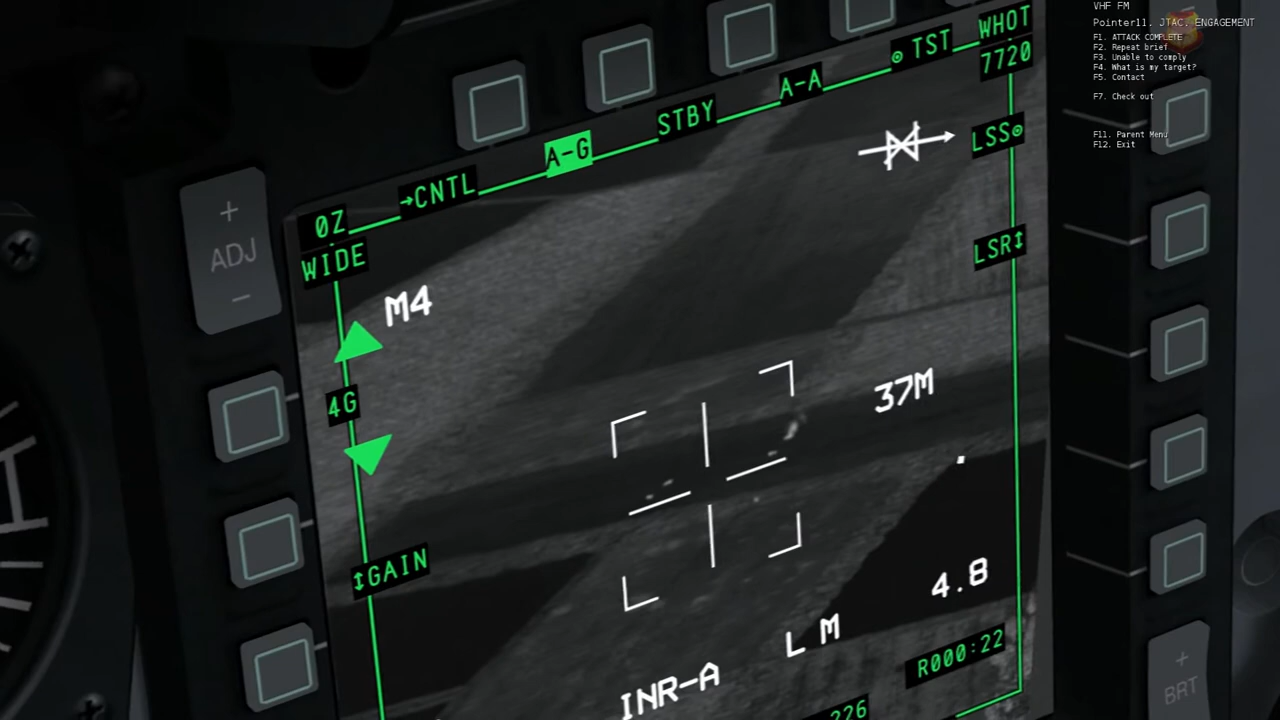 VHF FM
Pointer11. JTAC. ENGAGEMENT
F1. ATTACK COMPLETE
F2. Repeat brief
F3. Unable to comply
F4. What is my target?
F5. Contact
F7. Check out
F11. Parent Menu
F12. Exit
WHOT
TST
7720
A-A
STBY
A-G
→CNTL
0Z
WIDE
LSS
LSR↕
+
ADJ
-
M4
4G
37M
↕GAIN
4.8
L M
R000:22
INR-A
226
+
BRT